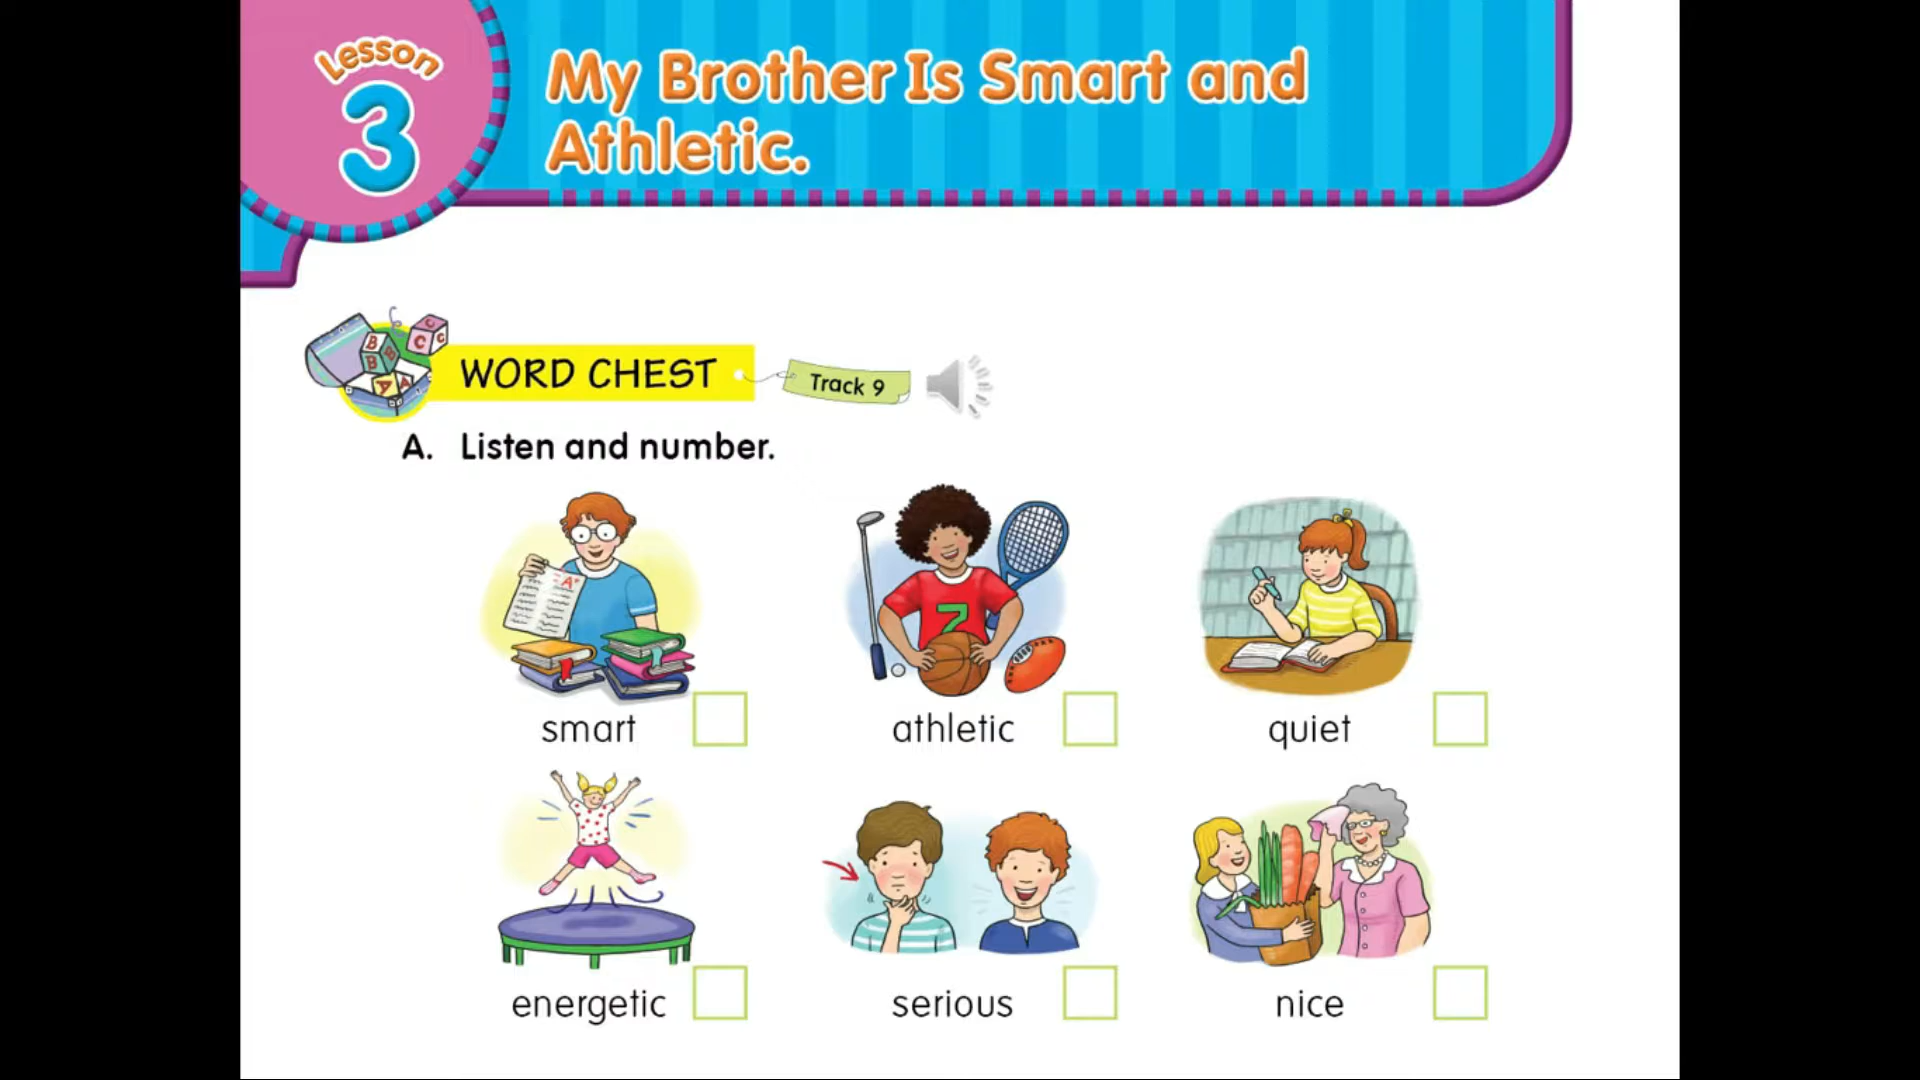 Lesson
3
My Brother Is Smart and
Athletic.
B
B
B
C
C
C
A
A
WORD CHEST
Track 9
A. Listen and number.
A+
7
smart
athletic
quiet
energetic
serious
nice